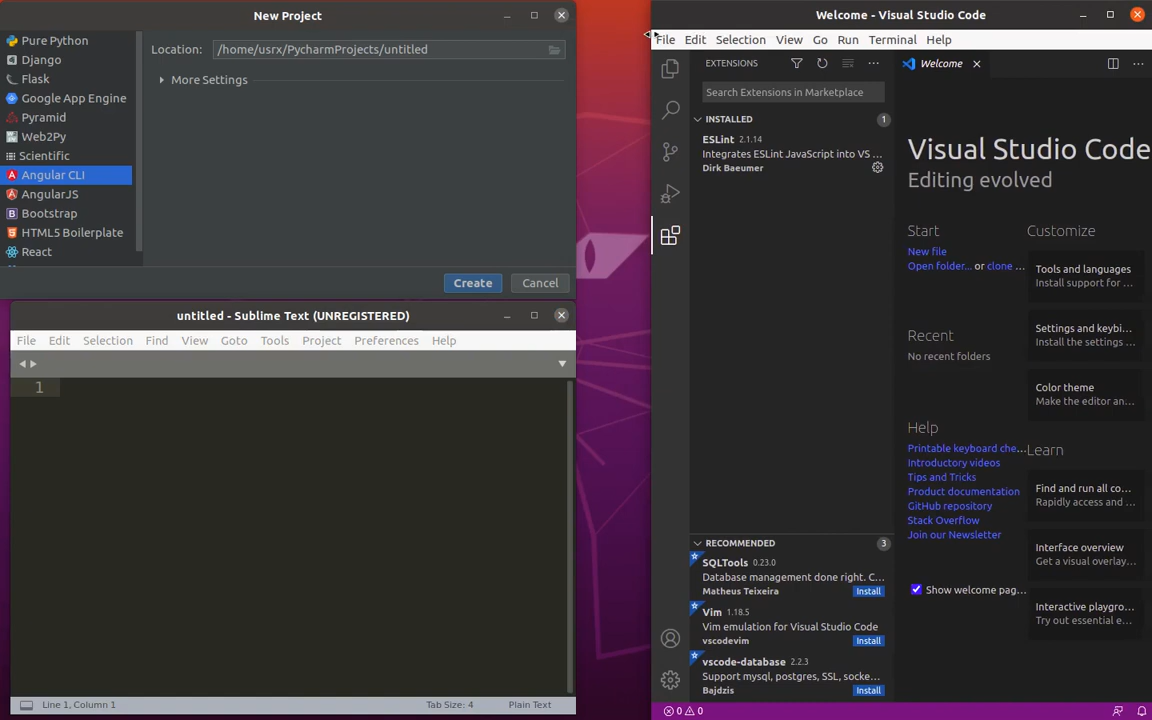 New Project
Pure Python
Django
Flask
Google App Engine
Pyramid
Web2Py
Scientific
Angular CLI
AngularJS
Bootstrap
HTML5 Boilerplate
React
Location: /home/usrx/PycharmProjects/untitled
More Settings
Create Cancel
untitled - Sublime Text (UNREGISTERED)
File Edit Selection Find View Goto Tools Project Preferences Help
1
Line 1, Column 1 Tab Size: 4 Plain Text
Welcome - Visual Studio Code
File Edit Selection View Go Run Terminal Help
EXTENSIONS
Search Extensions in Marketplace
INSTALLED 1
ESLint 2.1.14
Integrates ESLint JavaScript into VS ...
Dirk Baeumer
RECOMMENDED 3
SQLTools 0.23.0
Database management done right. C...
Matheus Teixeira Install
Vim 1.18.5
Vim emulation for Visual Studio Code
vscodevim Install
vscode-database 2.2.3
Support mysql, postgres, SSL, socke...
Bajdzis Install
Welcome
Visual Studio Code
Editing evolved
Start
New file
Open folder... or clone ...
Recent
No recent folders
Help
Printable keyboard che...
Introductory videos
Tips and Tricks
Product documentation
GitHub repository
Stack Overflow
Join our Newsletter
Show welcome pag...
Customize
Tools and languages
Install support for ...
Settings and keybi...
Install the settings ...
Color theme
Make the editor an...
Learn
Find and run all co...
Rapidly access and ...
Interface overview
Get a visual overlay...
Interactive playgro...
Try out essential e...
0 0